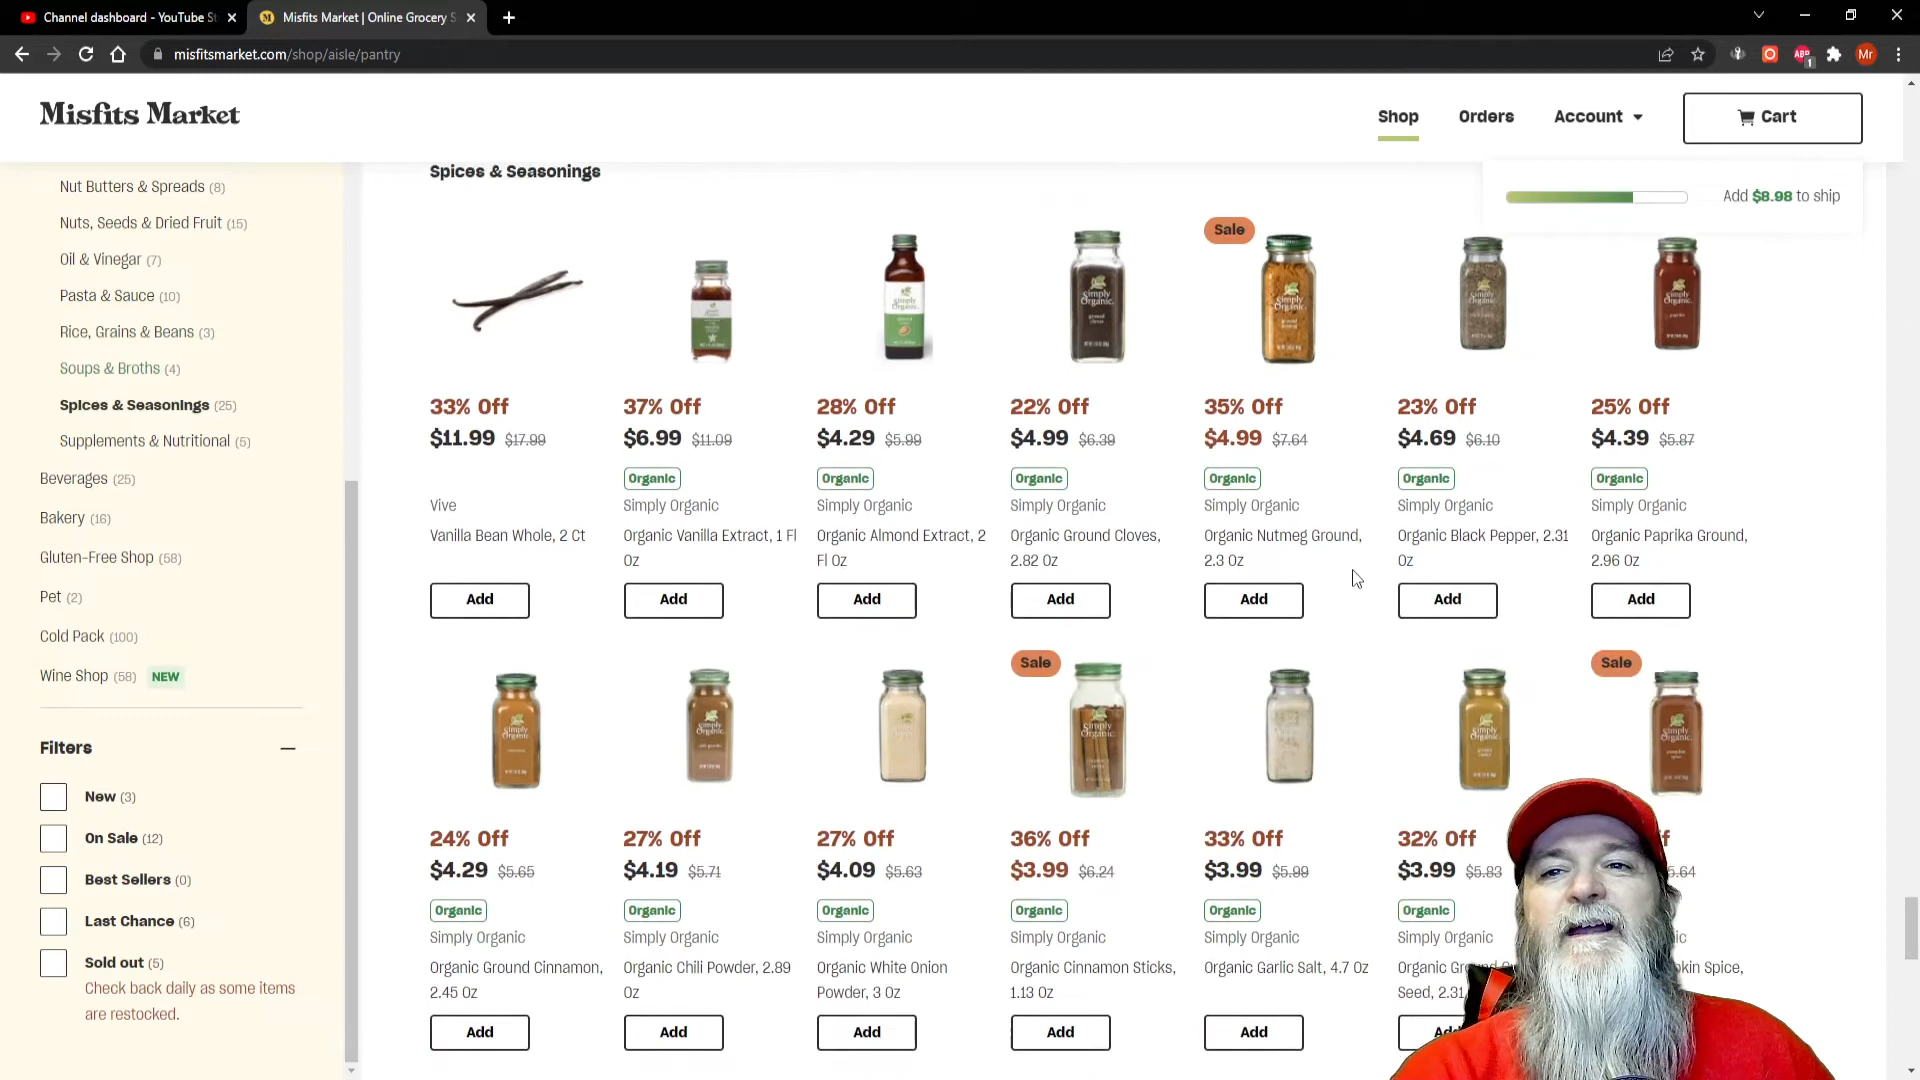 Channel dashboard - YouTube St
Misfits Market | Online Grocery S
misfitsmarket.com/shop/aisle/pantry
ABP
1
Mr
Misfits Market
Shop
Orders
Account
Cart
Add $8.98 to ship
Nut Butters & Spreads (8)
Nuts, Seeds & Dried Fruit (15)
Oil & Vinegar (7)
Pasta & Sauce (10)
Rice, Grains & Beans (3)
Soups & Broths (4)
Spices & Seasonings (25)
Supplements & Nutritional (5)
Beverages (25)
Bakery (16)
Gluten-Free Shop (58)
Pet (2)
Cold Pack (100)
Wine Shop (58) NEW
Filters
New (3)
On Sale (12)
Best Sellers (0)
Last Chance (6)
Sold out (5)
Check back daily as some items
are restocked.
Spices & Seasonings
33% Off
$11.99 $17.99
Vive
Vanilla Bean Whole, 2 Ct
Add
37% Off
$6.99 $11.09
Organic
Simply Organic
Organic Vanilla Extract, 1 Fl
Oz
Add
28% Off
$4.29 $5.99
Organic
Simply Organic
Organic Almond Extract, 2
Fl Oz
Add
Simply
Organic
22% Off
$4.99 $6.39
Organic
Simply Organic
Organic Ground Cloves,
2.82 Oz
Add
Sale
Simply
Organic
35% Off
$4.99 $7.64
Organic
Simply Organic
Organic Nutmeg Ground,
2.3 Oz
Add
23% Off
$4.69 $6.10
Organic
Simply Organic
Organic Black Pepper, 2.31
Oz
Add
25% Off
$4.39 $5.87
Organic
Simply Organic
Organic Paprika Ground,
2.96 Oz
Add
24% Off
$4.29 $5.65
Organic
Simply Organic
Organic Ground Cinnamon,
2.45 Oz
Add
27% Off
$4.19 $5.71
Organic
Simply Organic
Organic Chili Powder, 2.89
Oz
Add
27% Off
$4.09 $5.63
Organic
Simply Organic
Organic White Onion
Powder, 3 Oz
Add
Sale
Simply
Organic
36% Off
$3.99 $6.24
Organic
Simply Organic
Organic Cinnamon Sticks,
1.13 Oz
Add
33% Off
$3.99 $5.99
Organic
Simply Organic
Organic Garlic Salt, 4.7 Oz
Add
32% Off
$3.99 $5.83
Organic
Simply Organic
Organic Gr
Seed, 2.31
Add
Sale
5.64
kin Spice,